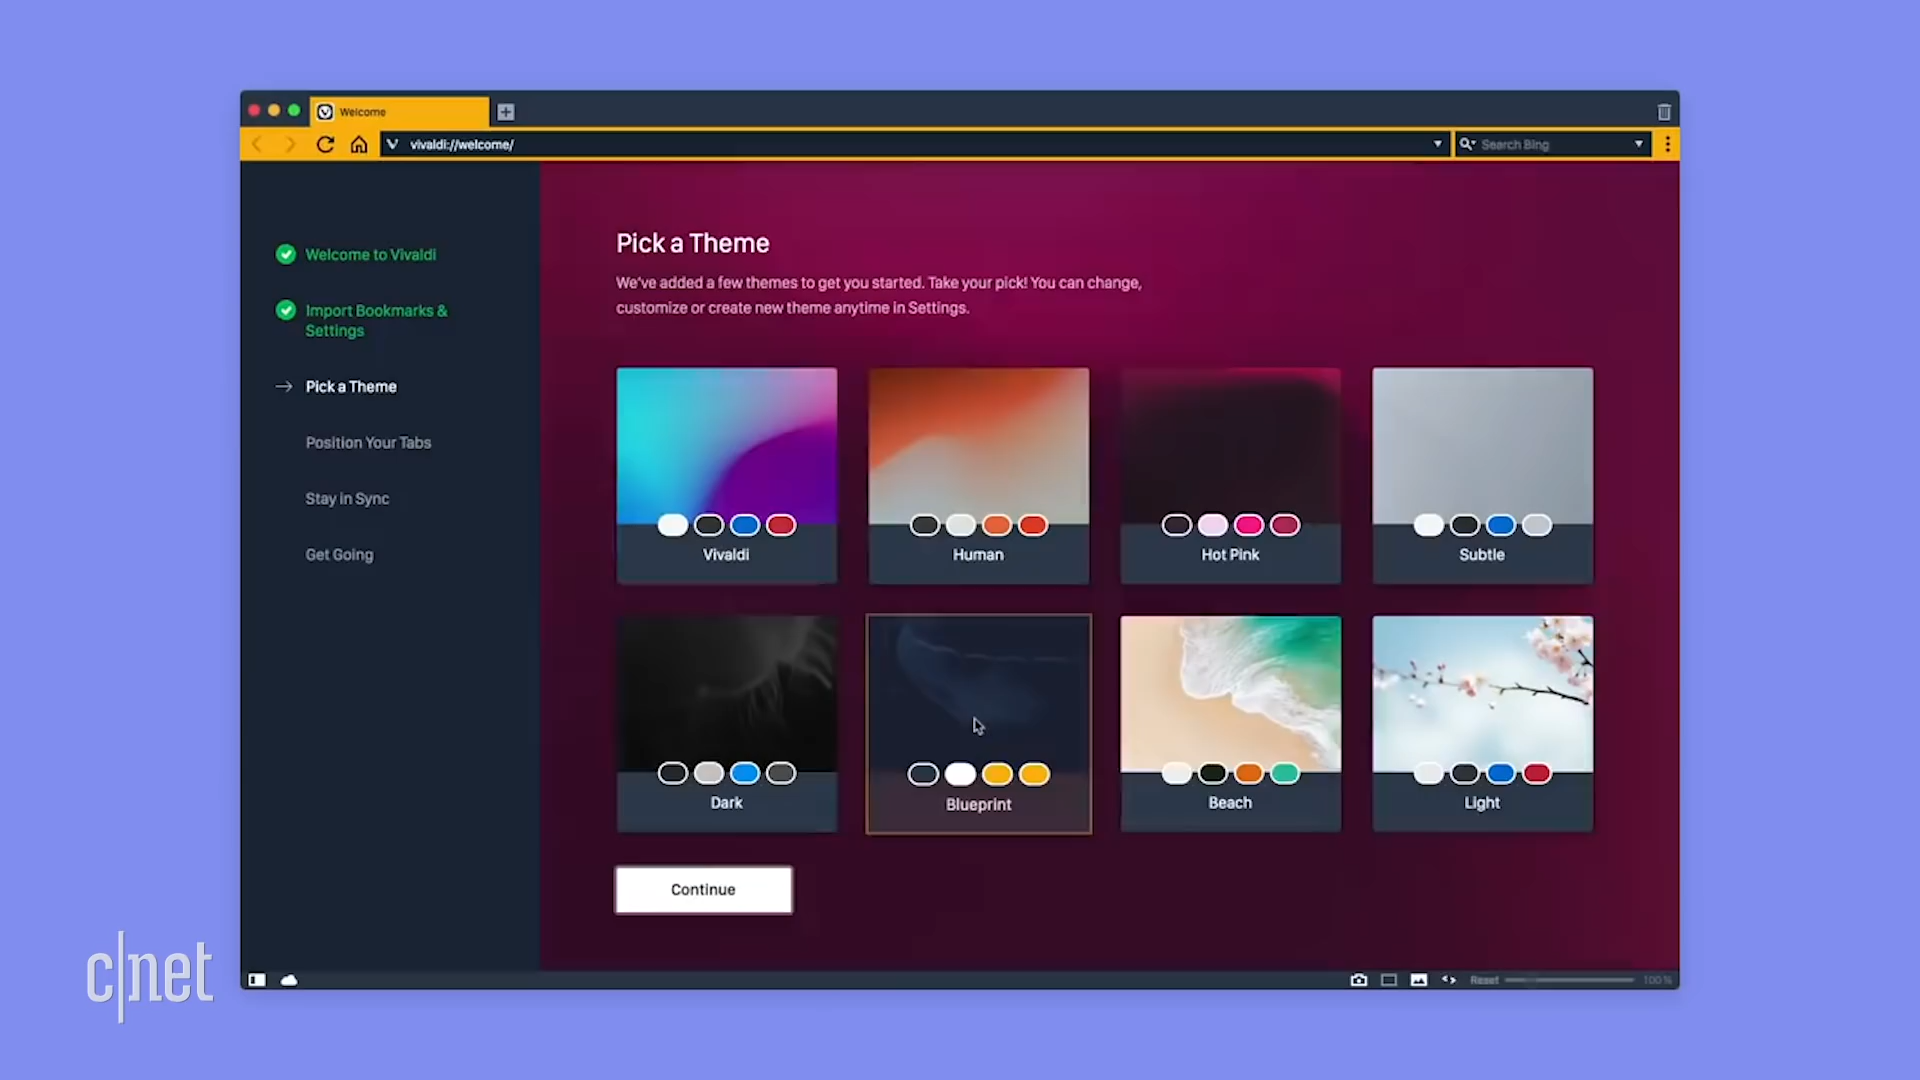 Welcome
vivaldi://welcome/
Search Bing
Welcome to Vivaldi
Import Bookmarks &
Settings
Pick a Theme
Position Your Tabs
Stay in Sync
Get Going
Pick a Theme
We've added a few themes to get you started. Take your pick! You can change,
customize or create new theme anytime in Settings.
Vivaldi
Human
Hot Pink
Subtle
Dark
Blueprint
Beach
Light
Continue
c|net
Reset
100 %